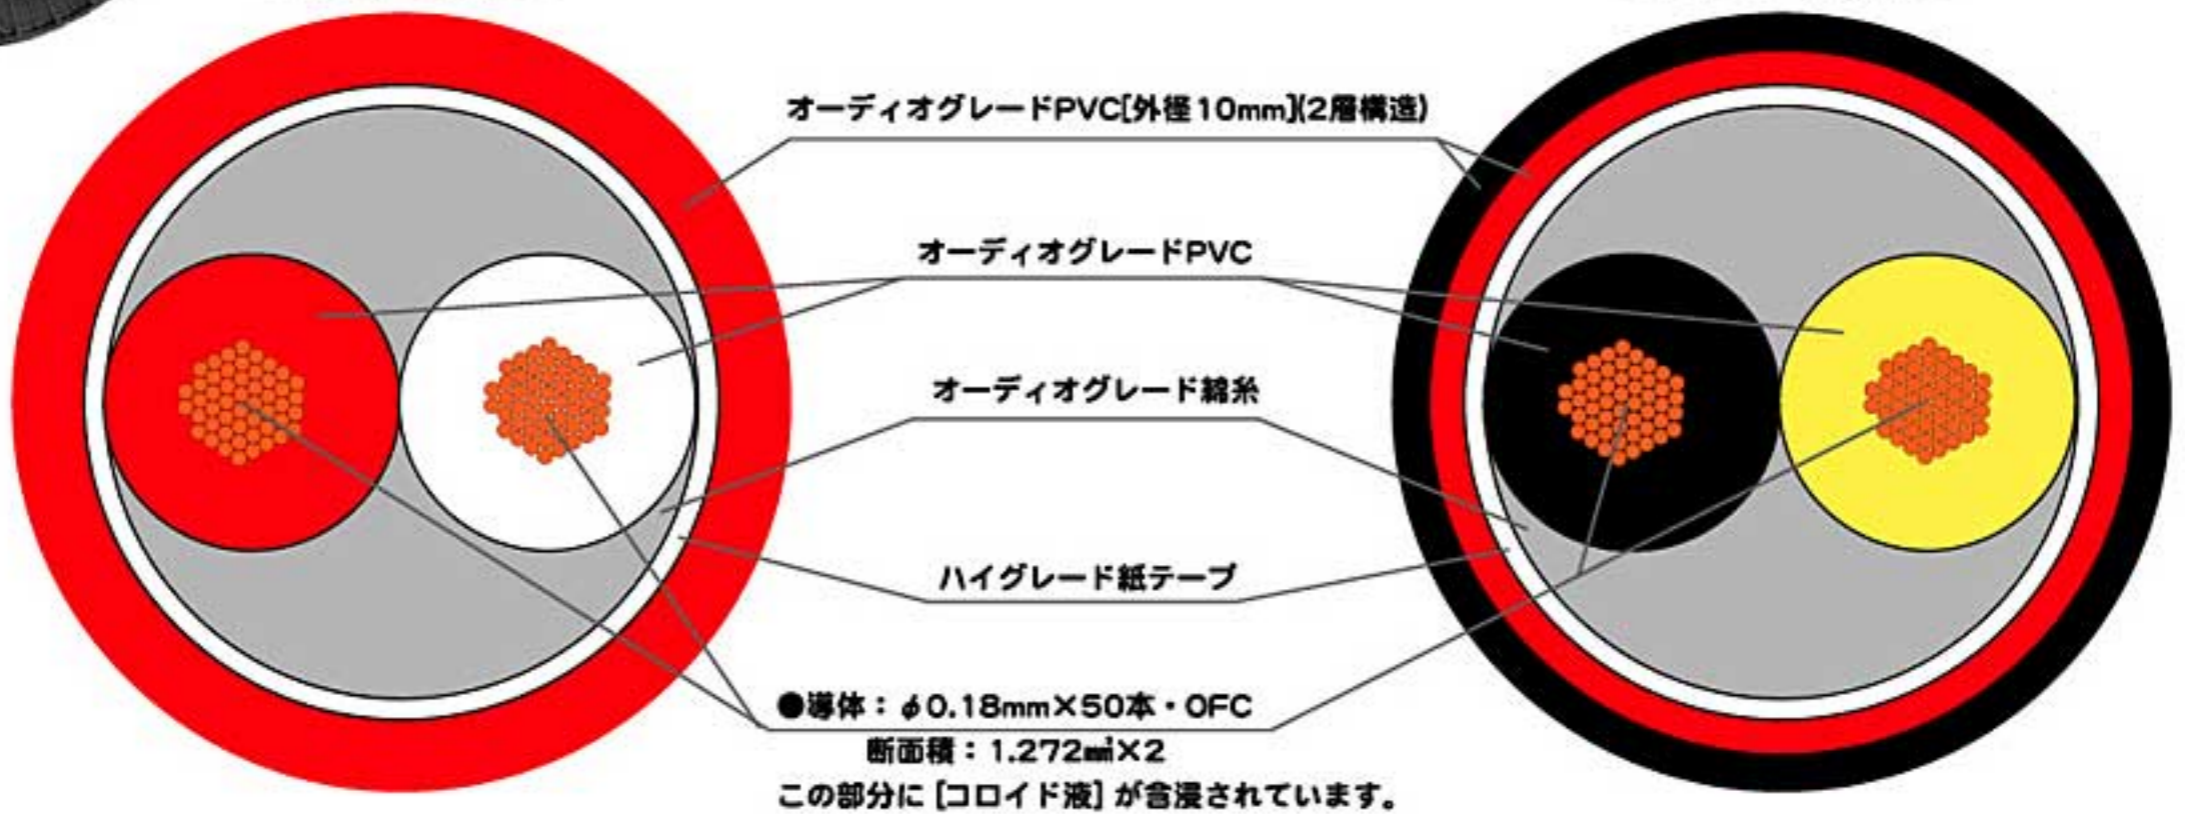 オーディオグレードPVC[外径10mm](2層構造)
オーディオグレードPVC
オーディオグレード綿糸
ハイグレード紙テープ
●導体：φ0.18mm×50本・OFC
断面積：1.272m㎡×2
この部分に [コロイド液] が含浸されています。